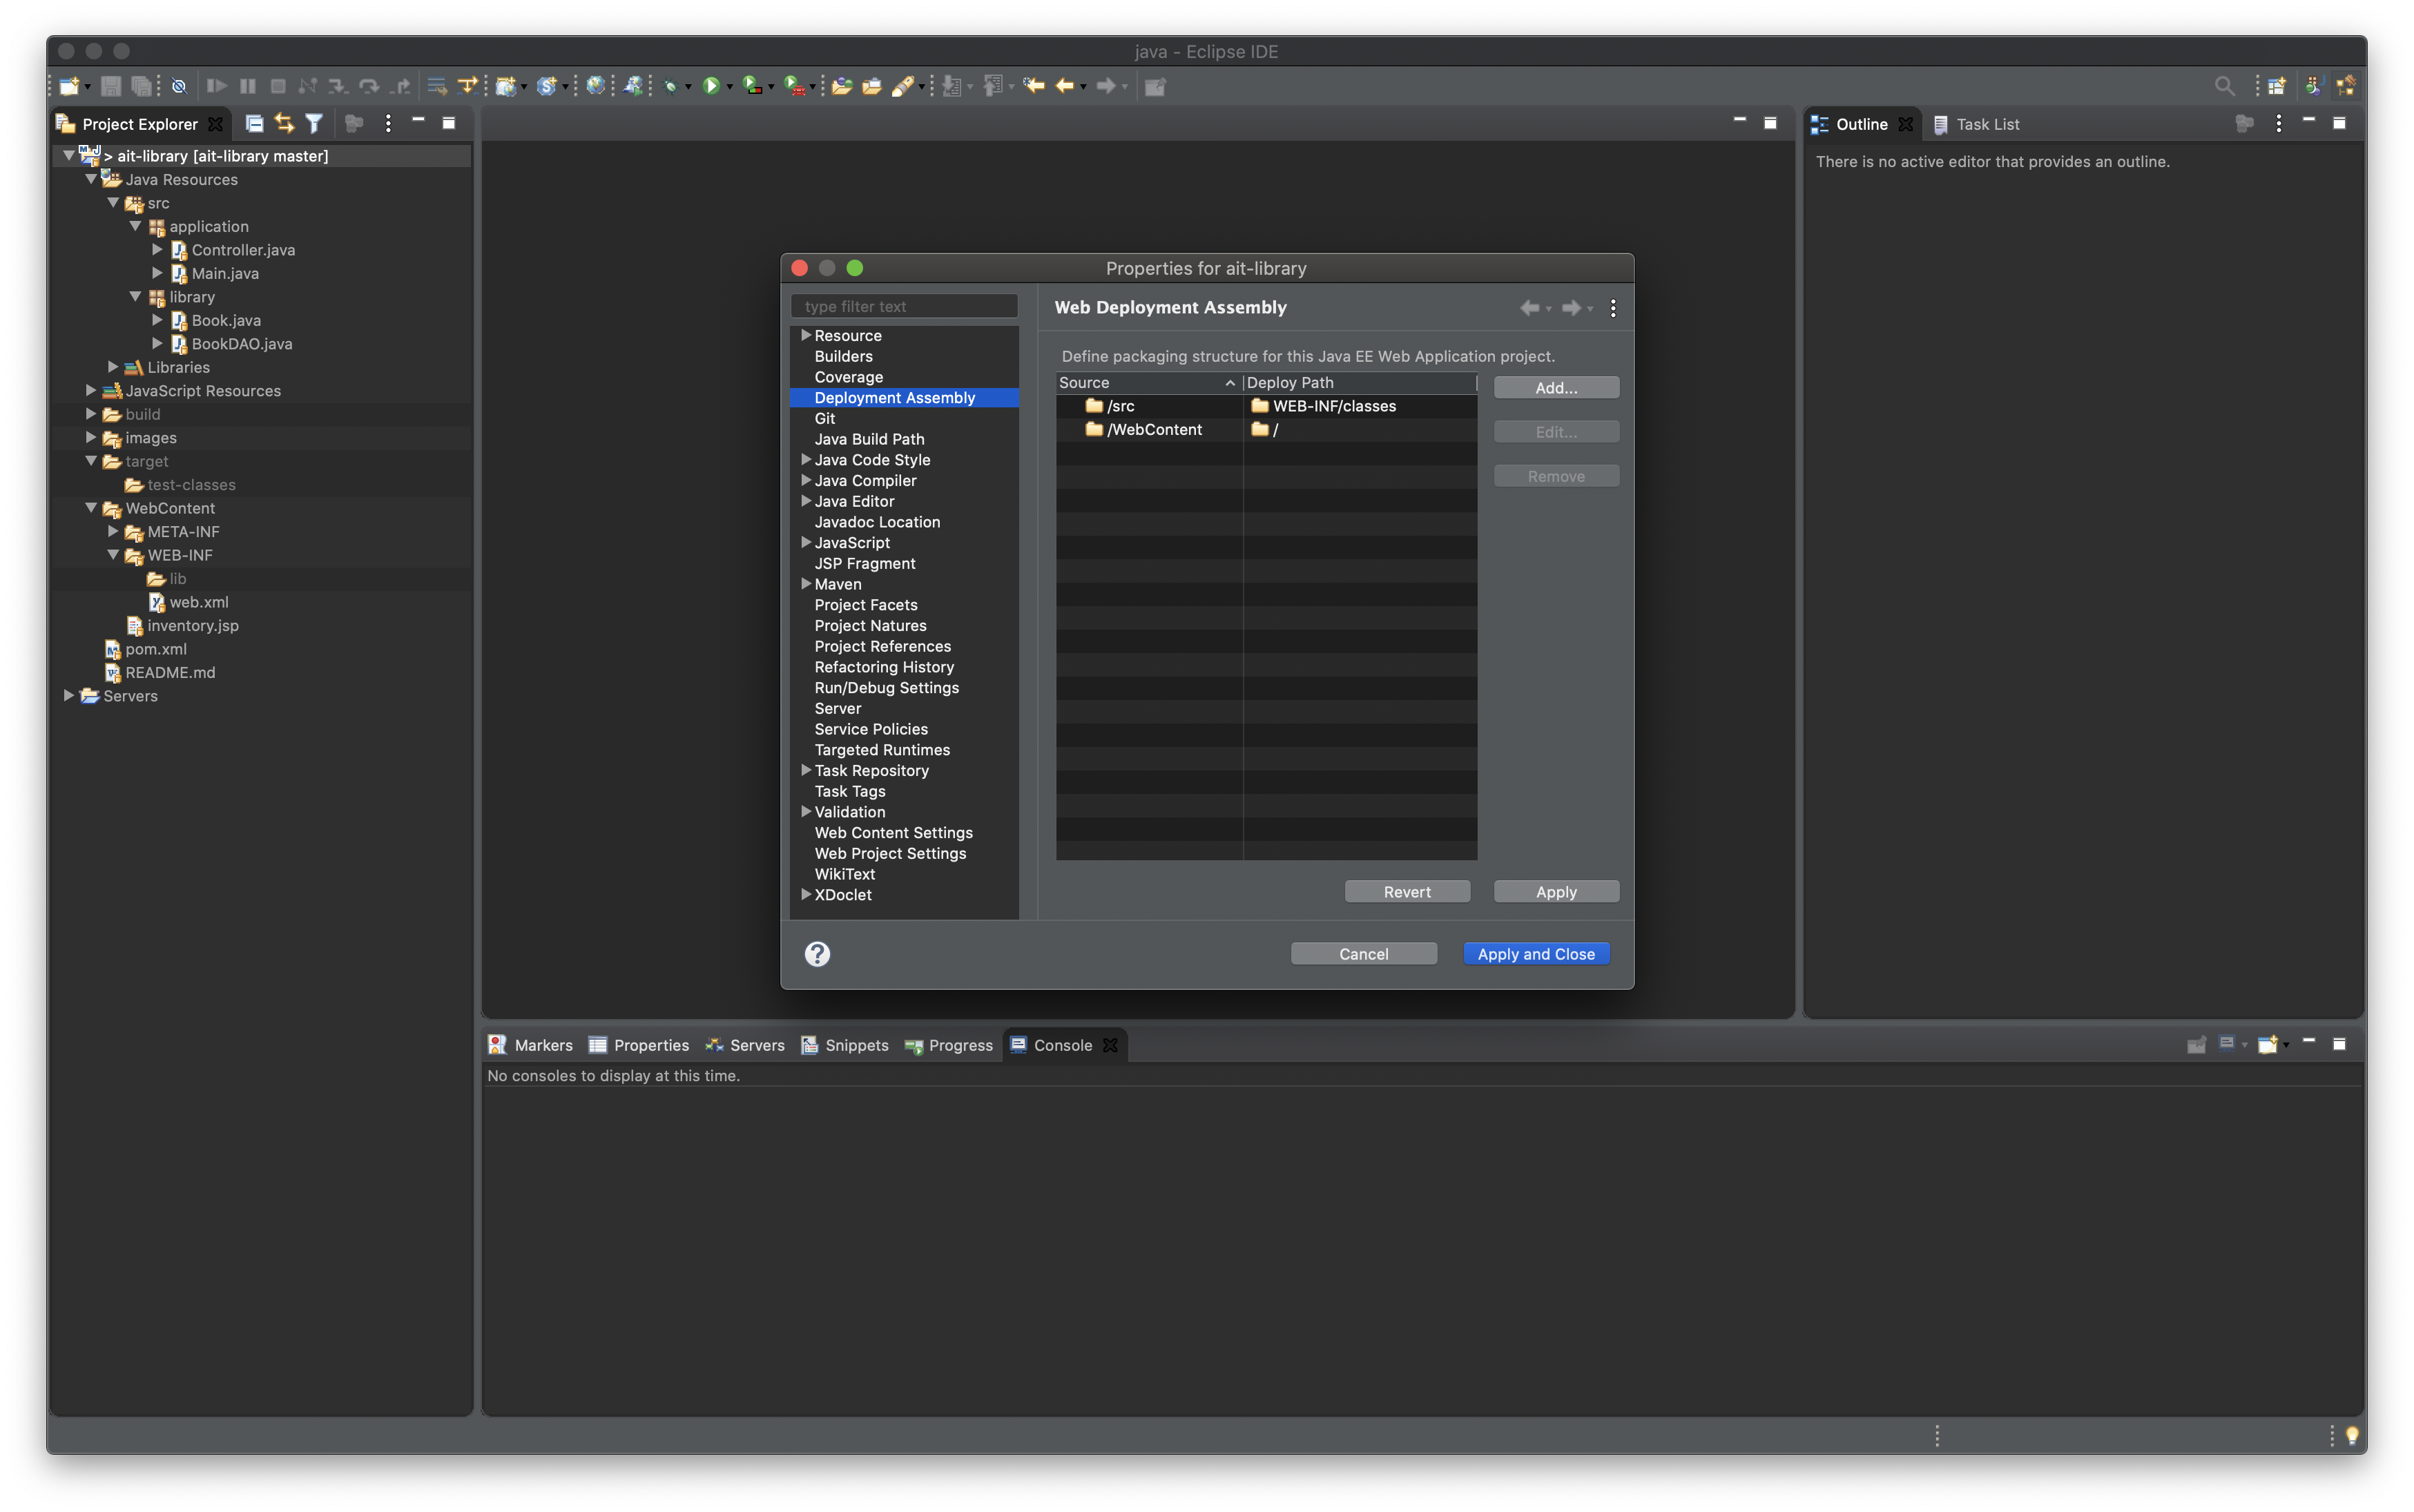 java - Eclipse IDE
Project Explorer
> ait-library [ait-library master]
Java Resources
src
application
Controller.java
Main.java
library
Book.java
BookDAO.java
Libraries
JavaScript Resources
build
images
target
test-classes
WebContent
META-INF
WEB-INF
lib
web.xml
inventory.jsp
pom.xml
README.md
Servers
Outline
Task List
There is no active editor that provides an outline.
Properties for ait-library
type filter text
Resource
Builders
Coverage
Deployment Assembly
Git
Java Build Path
Java Code Style
Java Compiler
Java Editor
Javadoc Location
JavaScript
JSP Fragment
Maven
Project Facets
Project Natures
Project References
Refactoring History
Run/Debug Settings
Server
Service Policies
Targeted Runtimes
Task Repository
Task Tags
Validation
Web Content Settings
Web Project Settings
WikiText
XDoclet
Web Deployment Assembly
Define packaging structure for this Java EE Web Application project.
Source Deploy Path
/src WEB-INF/classes
/WebContent /
Add...
Edit...
Remove
Revert Apply
? Cancel Apply and Close
Markers Properties Servers Snippets Progress Console
No consoles to display at this time.